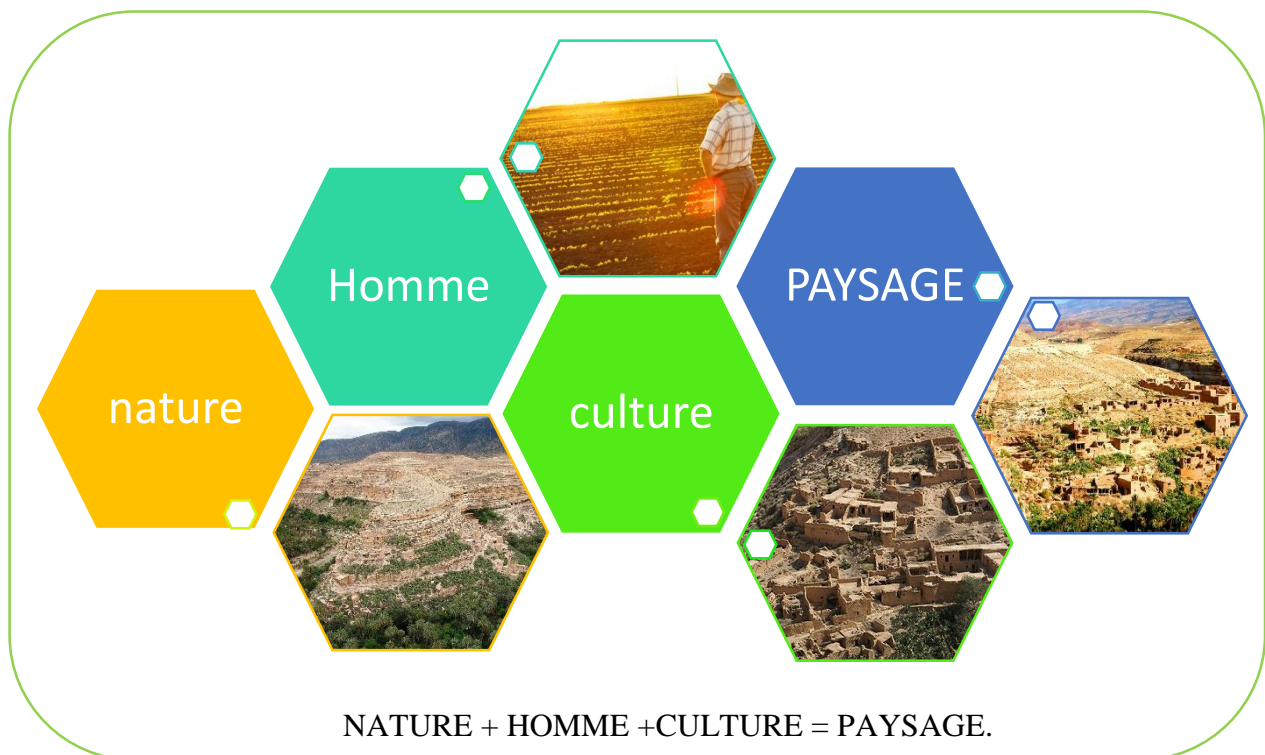 Homme
PAYSAGE
nature
culture
NATURE + HOMME +CULTURE = PAYSAGE.